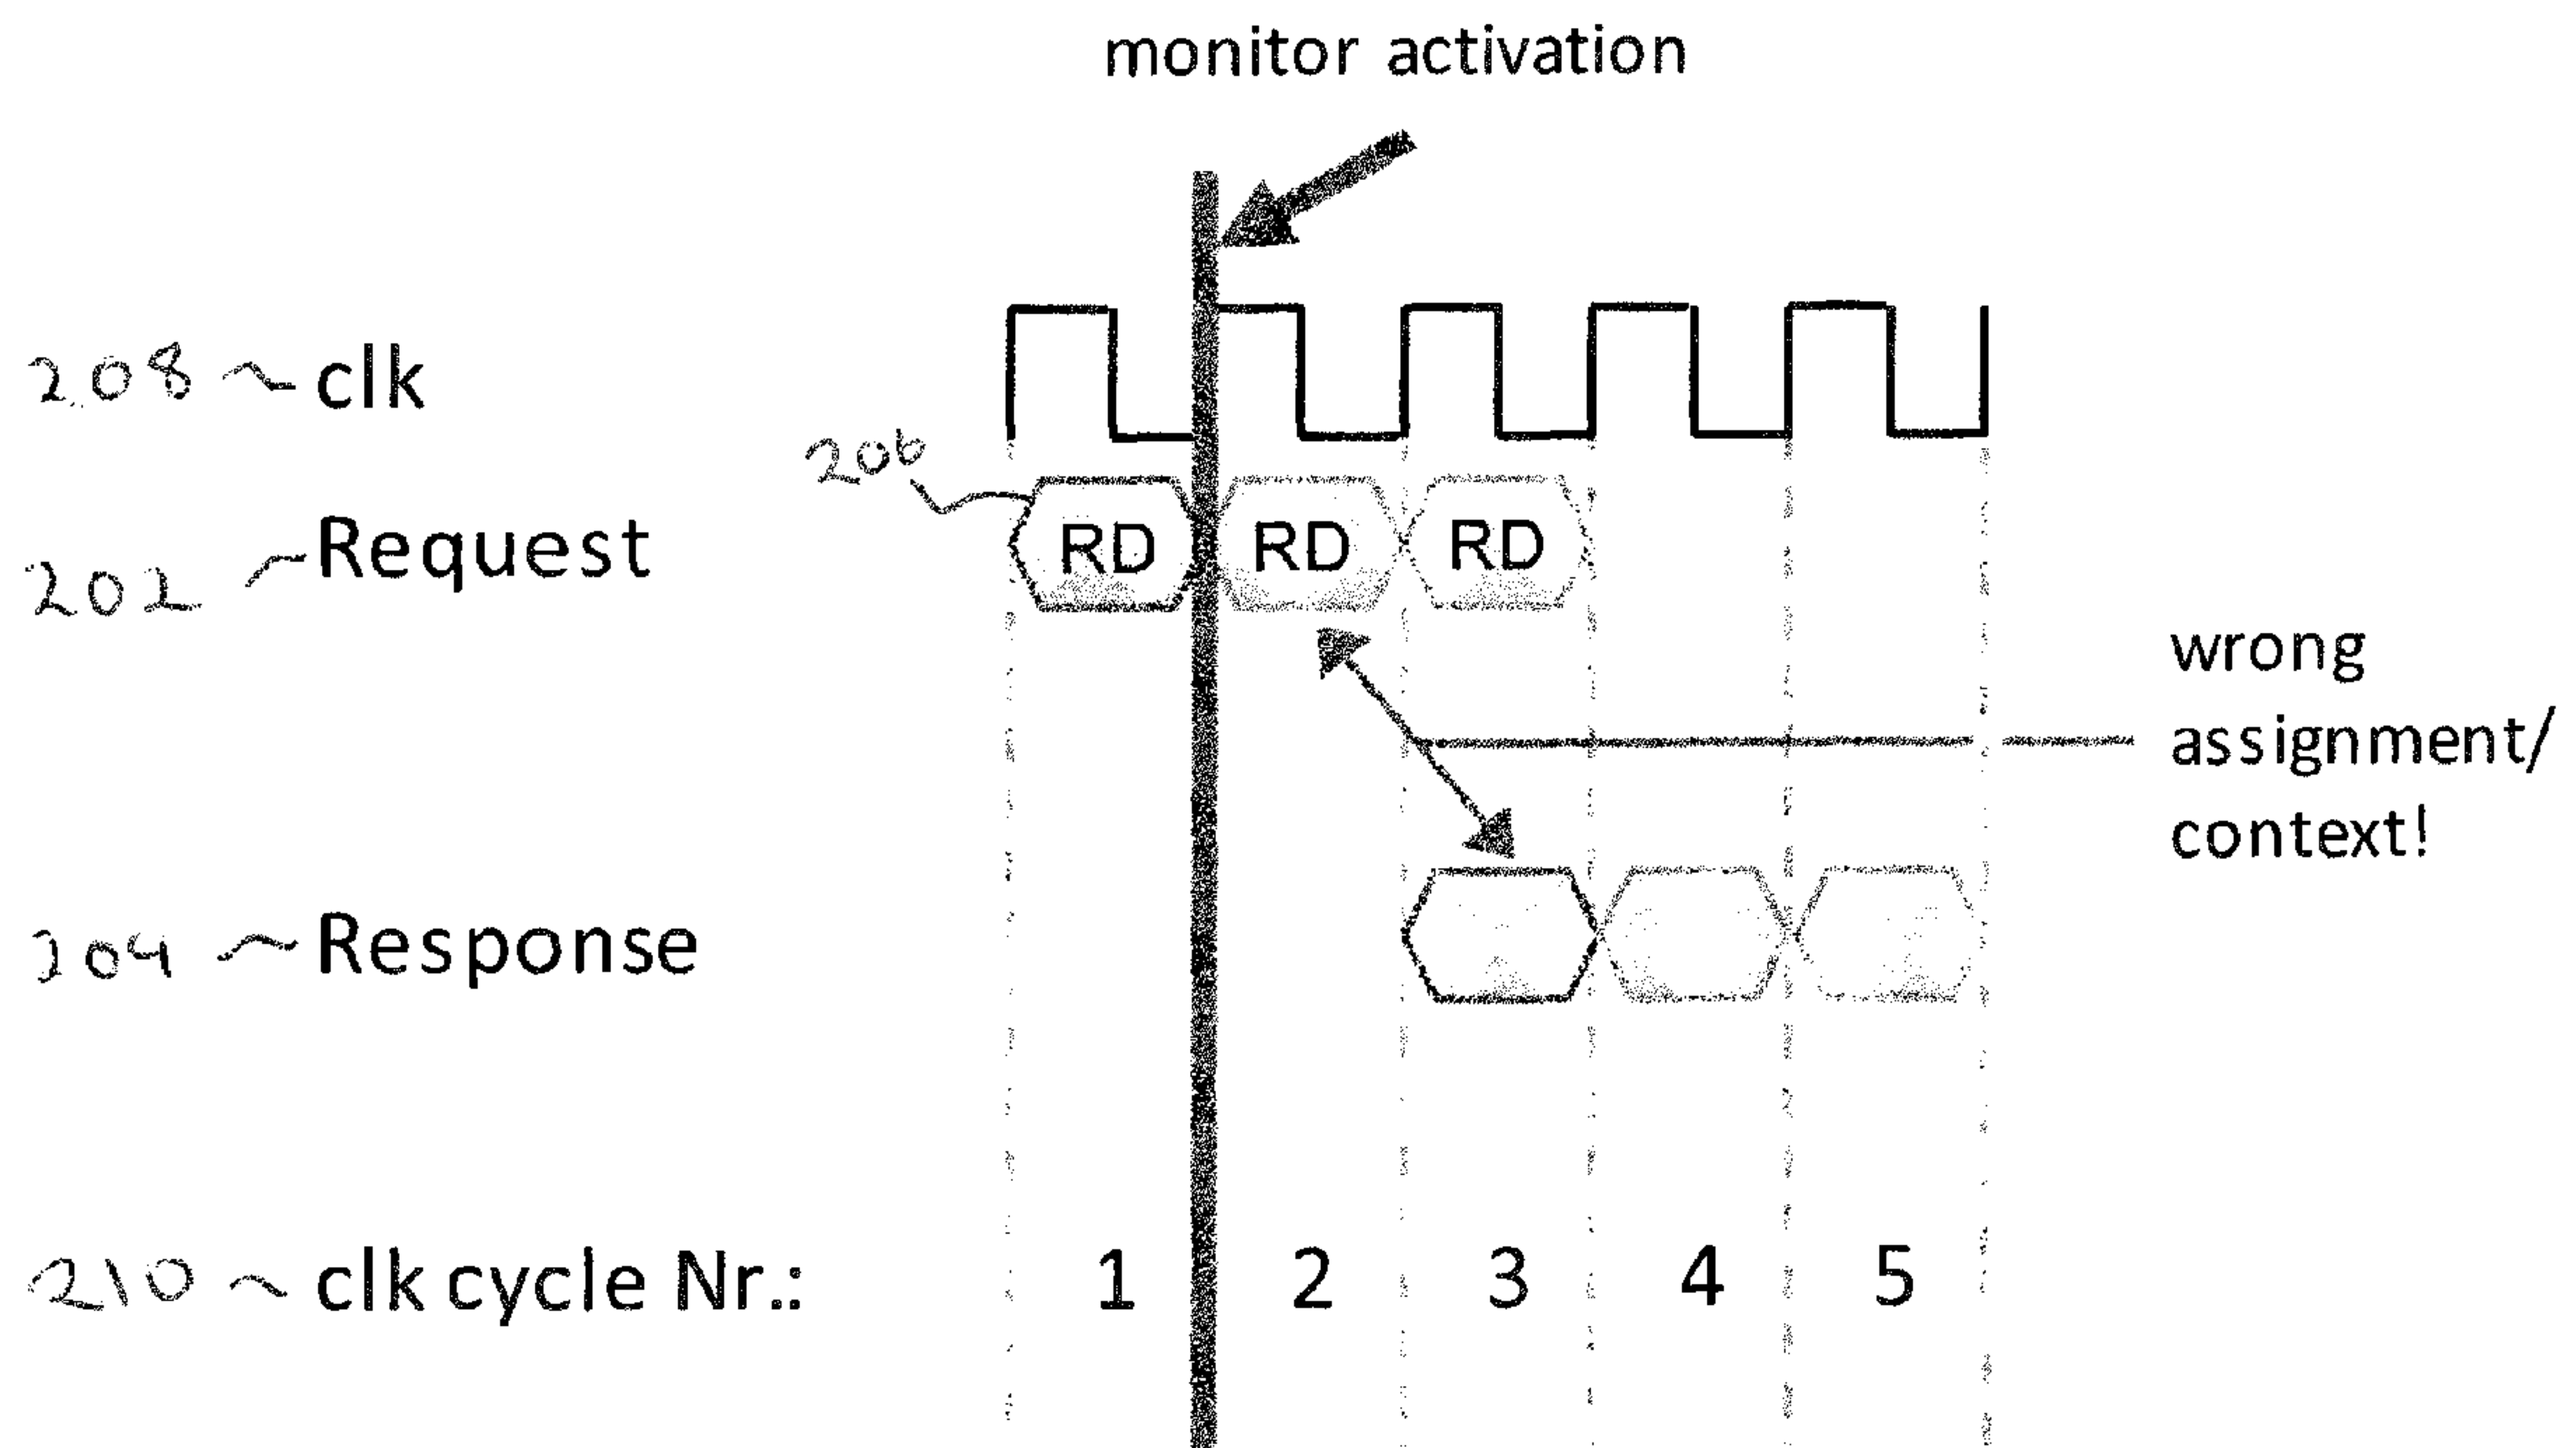 monitor activation
208 ~ clk
206
RD RD RD
202 ~ Request
wrong
assignment/
context!
204 ~ Response
210 ~ clk cycle Nr.: 1 2 3 4 5